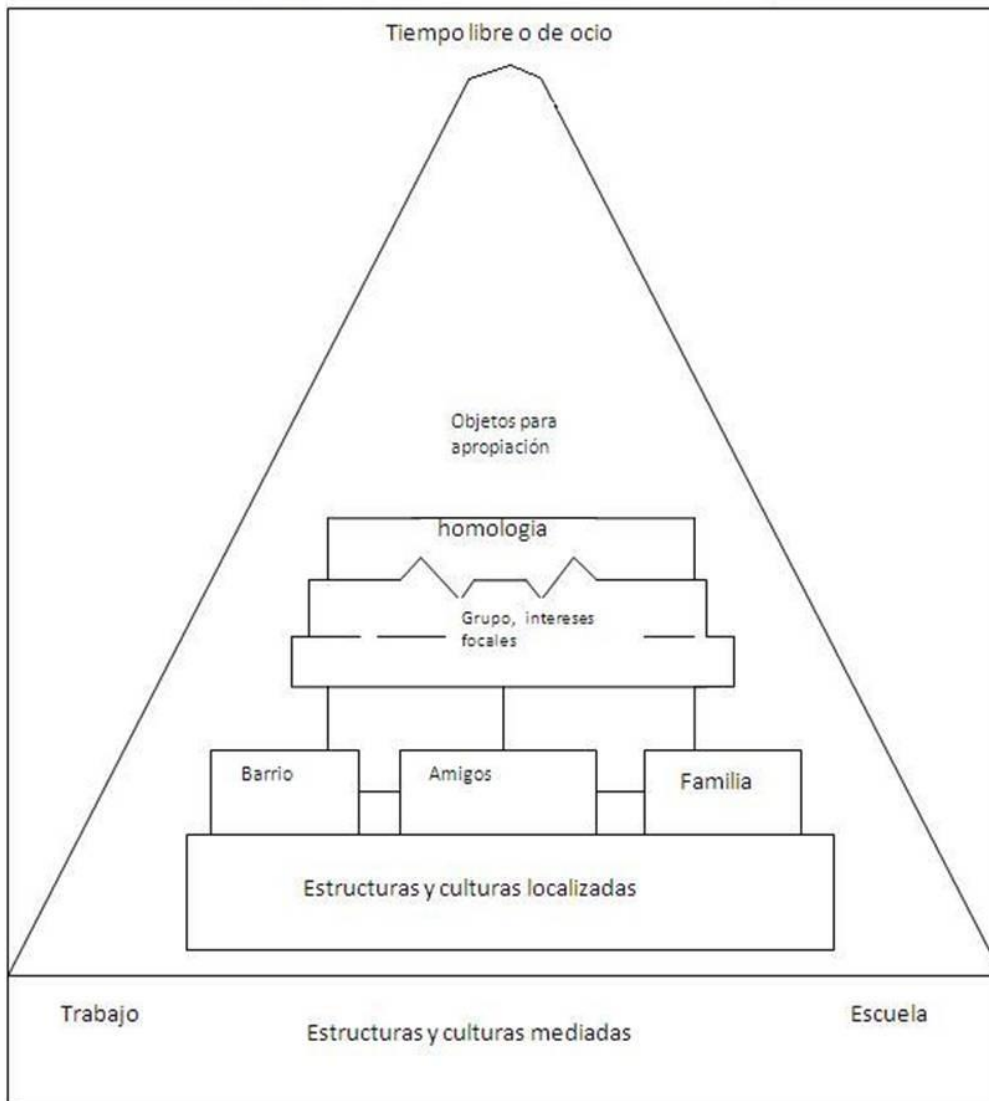 Tiempo libre o de ocio
Objetos para
apropiación
homologia
Grupo, intereses
focales
Barrio
Amigos
Familia
Estructuras y culturas localizadas
Trabajo
Estructuras y culturas mediadas
Escuela